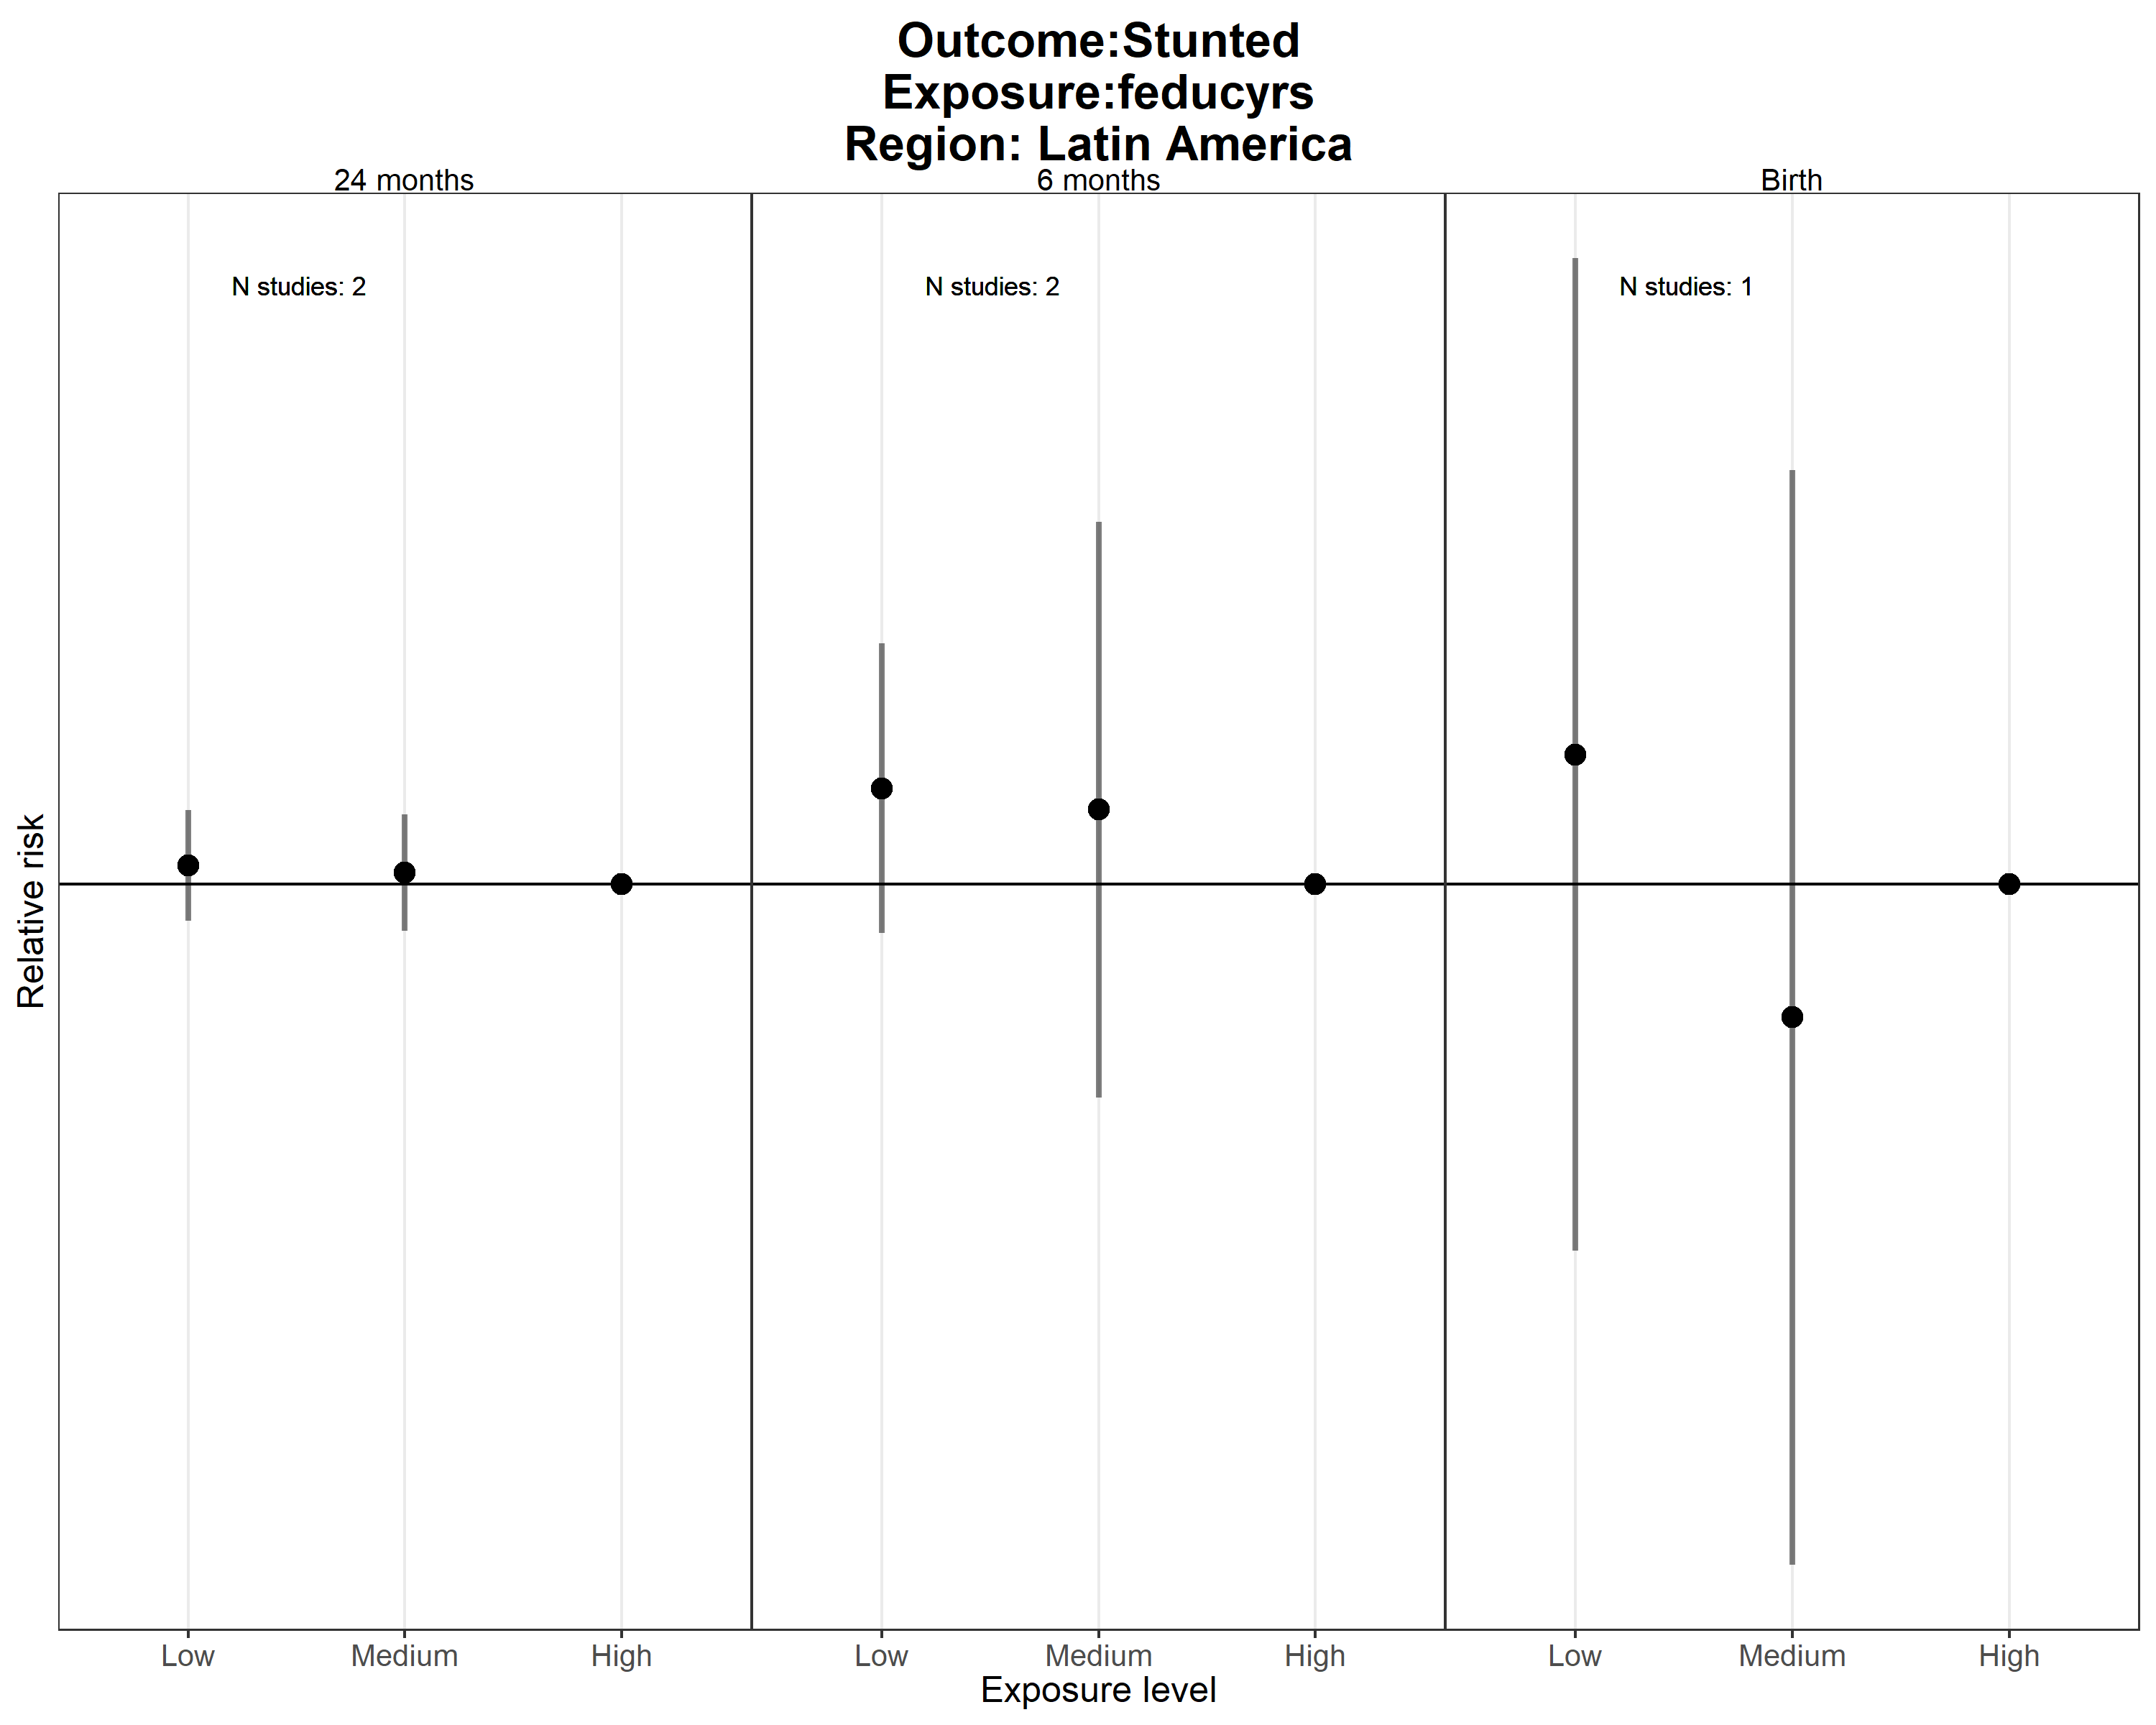 Outcome:Stunted
Exposure:feducyrs
Region: Latin America
24 months
6 months
Birth
N studies: 2
N studies: 2
N studies: 1
Relative risk
Low
Medium
High
Low
Medium
High
Low
Medium
High
Exposure level